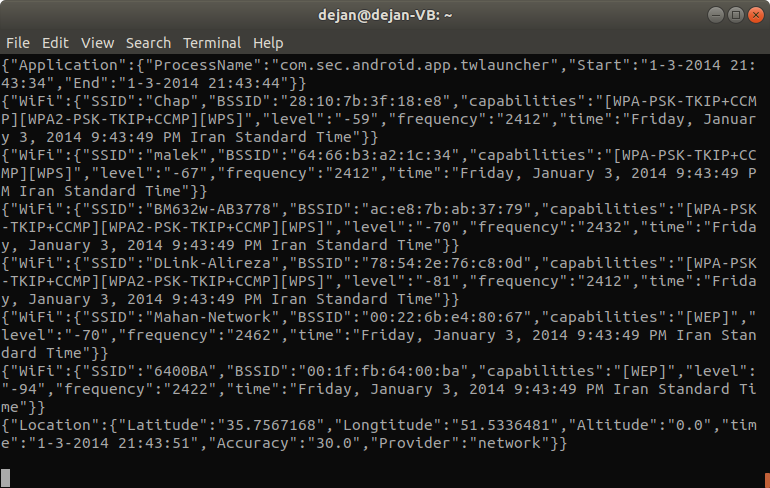 dejan@dejan-VB: ~
File Edit View Search Terminal Help
{"Application":{"ProcessName":"com.sec.android.app.twlauncher","Start":"1-3-2014 21:
43:34","End":"1-3-2014 21:43:44"}}
{"WiFi":{"SSID":"Chap","BSSID":"28:10:7b:3f:18:e8","capabilities":"[WPA-PSK-TKIP+CCM
P][WPA2-PSK-TKIP+CCMP][WPS]","level":"-59","frequency":"2412","time":"Friday, Januar
y 3, 2014 9:43:49 PM Iran Standard Time"}}
{"WiFi":{"SSID":"malek","BSSID":"64:66:b3:a2:1c:34","capabilities":"[WPA-PSK-TKIP+CC
MP][WPS]","level":"-67","frequency":"2412","time":"Friday, January 3, 2014 9:43:49 P
M Iran Standard Time"}}
{"WiFi":{"SSID":"BM632w-AB3778","BSSID":"ac:e8:7b:ab:37:79","capabilities":"[WPA-PSK
-TKIP+CCMP][WPA2-PSK-TKIP+CCMP][WPS]","level":"-70","frequency":"2432","time":"Frida
y, January 3, 2014 9:43:49 PM Iran Standard Time"}}
{"WiFi":{"SSID":"DLink-Alireza","BSSID":"78:54:2e:76:c8:0d","capabilities":"[WPA-PSK
-TKIP+CCMP][WPA2-PSK-TKIP+CCMP][WPS]","level":"-81","frequency":"2412","time":"Frida
y, January 3, 2014 9:43:49 PM Iran Standard Time"}}
{"WiFi":{"SSID":"Mahan-Network","BSSID":"00:22:6b:e4:80:67","capabilities":"[WEP]","
level":"-70","frequency":"2462","time":"Friday, January 3, 2014 9:43:49 PM Iran Stan
dard Time"}}
{"WiFi":{"SSID":"6400BA","BSSID":"00:1f:fb:64:00:ba","capabilities":"[WEP]","level":
"-94","frequency":"2422","time":"Friday, January 3, 2014 9:43:49 PM Iran Standard Ti
me"}}
{"Location":{"Latitude":"35.7567168","Longtitude":"51.5336481","Altitude":"0.0","tim
e":"1-3-2014 21:43:51","Accuracy":"30.0","Provider":"network"}}